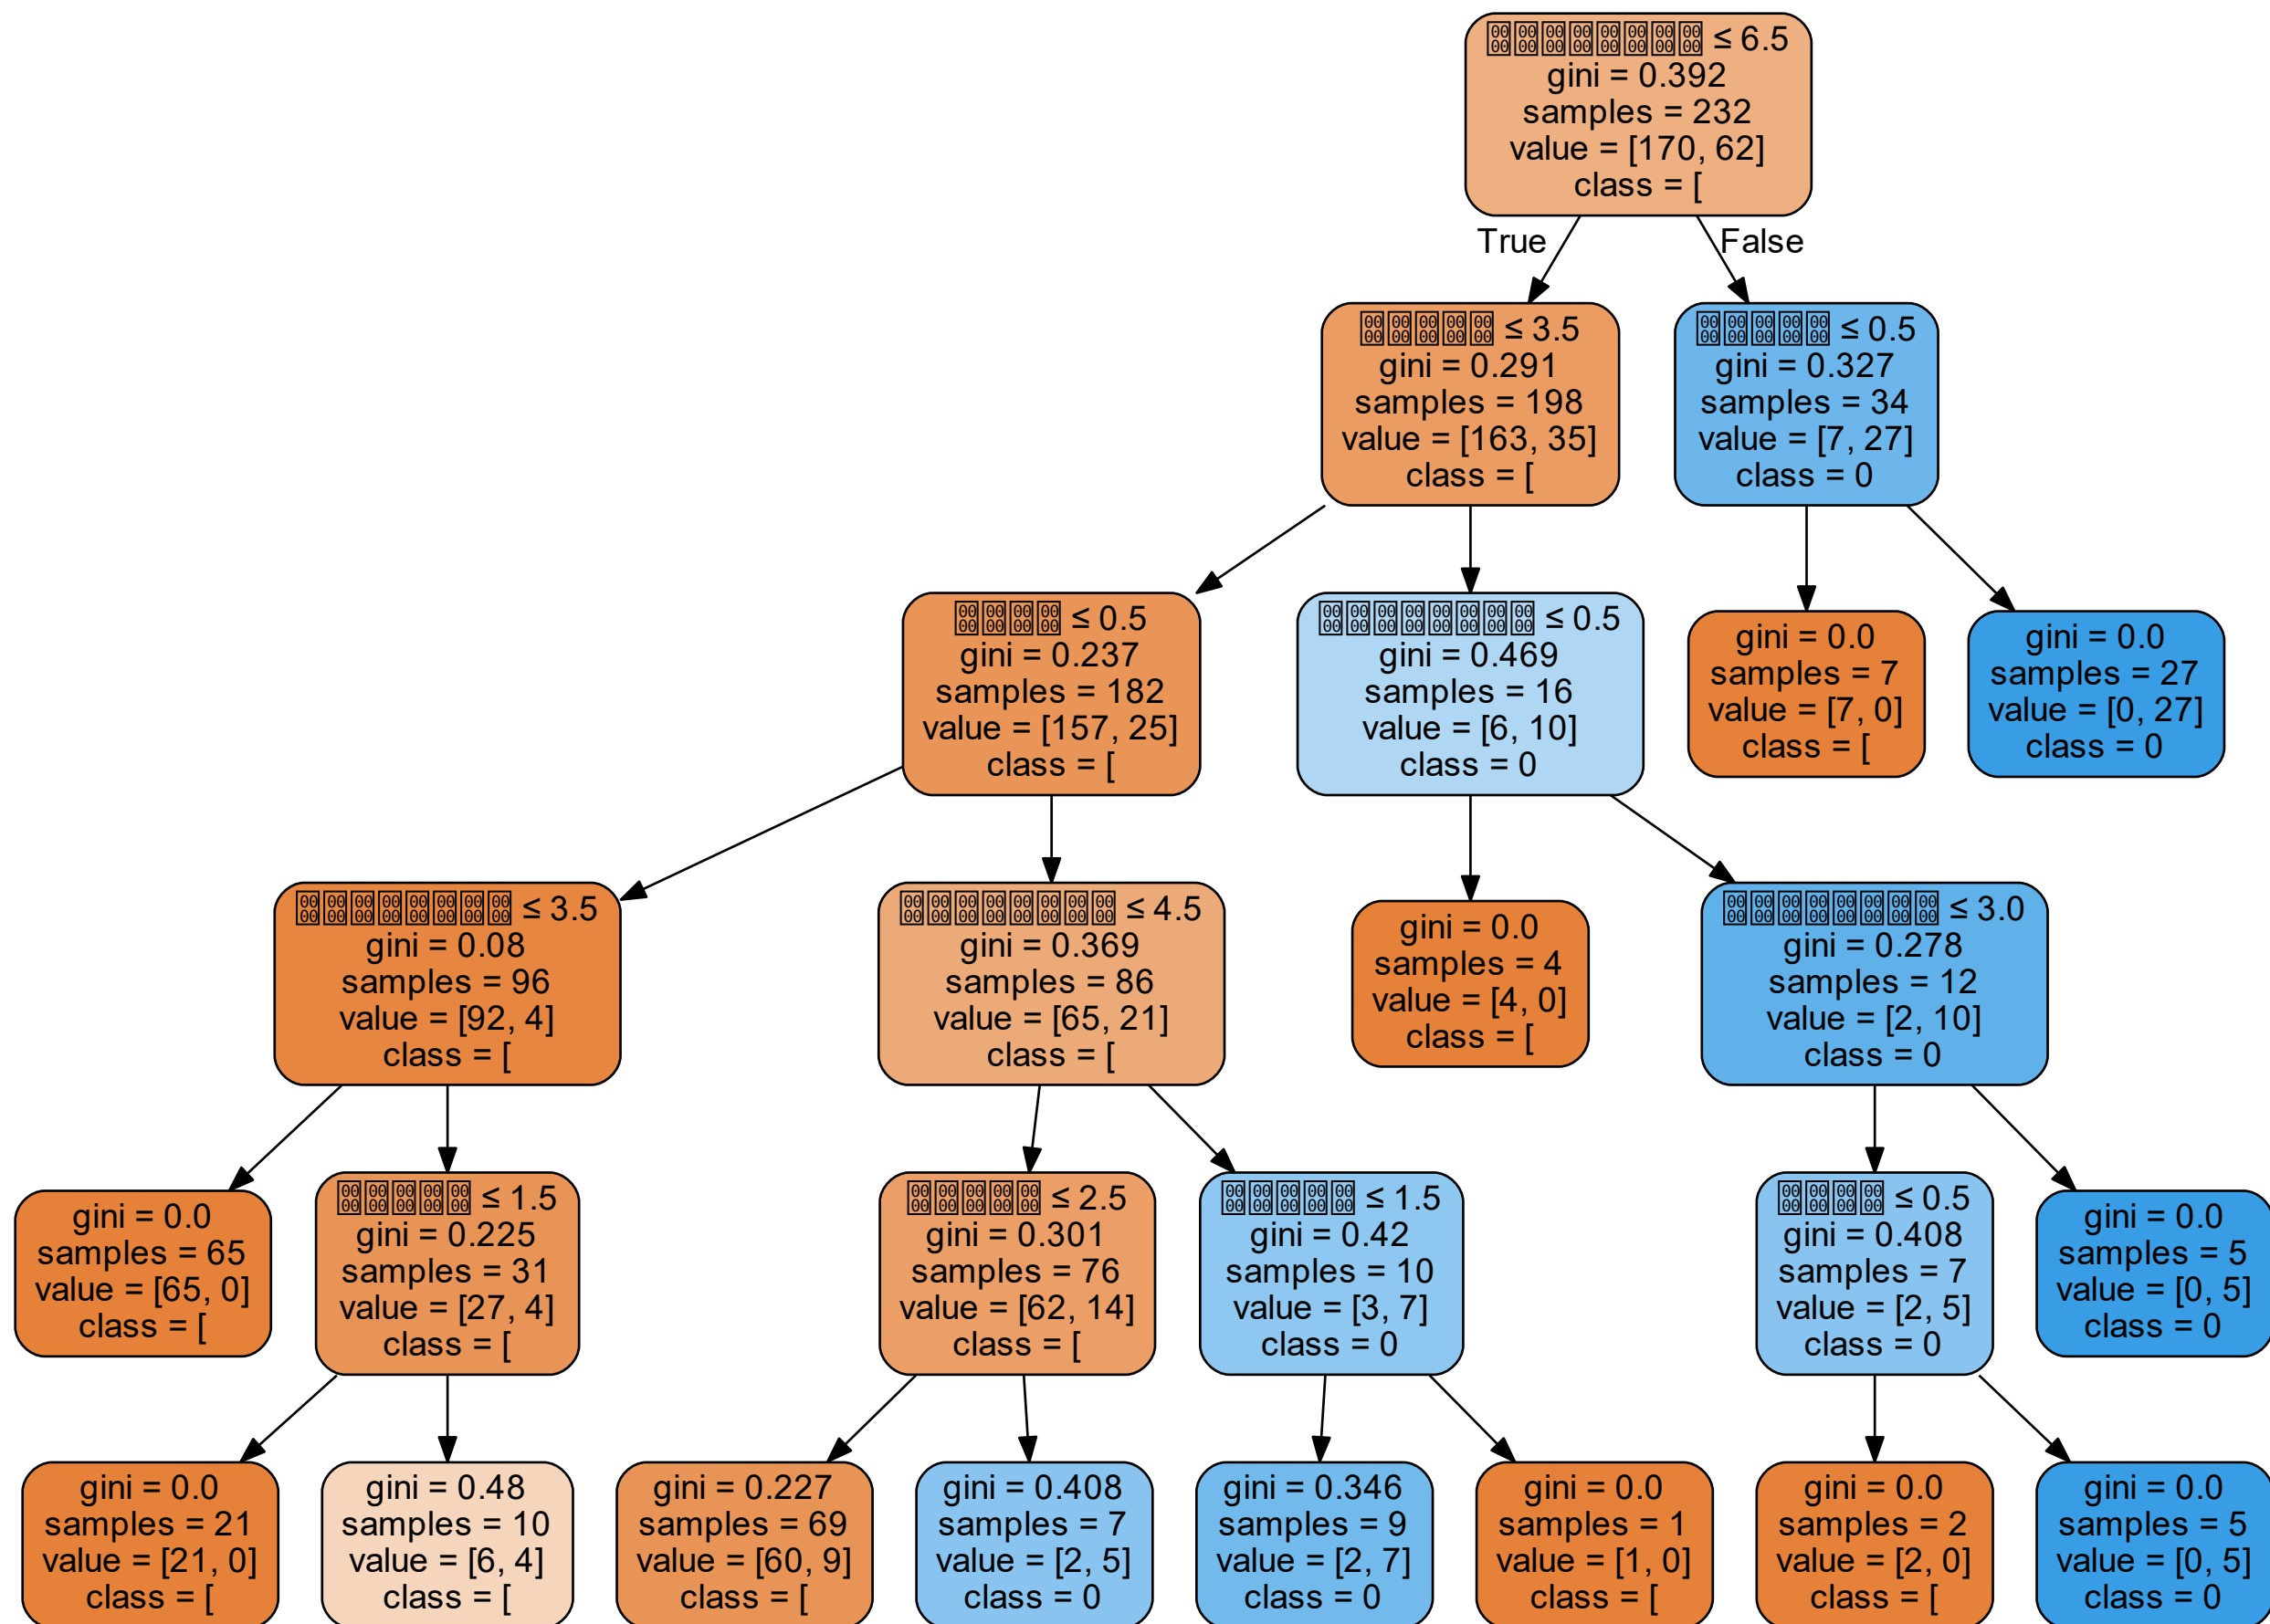 ≤ 6.5
gini = 0.392
samples = 232
value = [170, 62]
class = [
True
False
≤ 3.5
gini = 0.291
samples = 198
value = [163, 35]
class = [
≤ 0.5
gini = 0.327
samples = 34
value = [7, 27]
class = 0
≤ 0.5
gini = 0.237
samples = 182
value = [157, 25]
class = [
≤ 0.5
gini = 0.469
samples = 16
value = [6, 10]
class = 0
gini = 0.0
samples = 7
value = [7, 0]
class = [
gini = 0.0
samples = 27
value = [0, 27]
class = 0
≤ 3.5
gini = 0.08
samples = 96
value = [92, 4]
class = [
≤ 4.5
gini = 0.369
samples = 86
value = [65, 21]
class = [
gini = 0.0
samples = 4
value = [4, 0]
class = [
≤ 3.0
gini = 0.278
samples = 12
value = [2, 10]
class = 0
gini = 0.0
samples = 65
value = [65, 0]
class = [
≤ 1.5
gini = 0.225
samples = 31
value = [27, 4]
class = [
≤ 2.5
gini = 0.301
samples = 76
value = [62, 14]
class = [
≤ 1.5
gini = 0.42
samples = 10
value = [3, 7]
class = 0
≤ 0.5
gini = 0.408
samples = 7
value = [2, 5]
class = 0
gini = 0.0
samples = 5
value = [0, 5]
class = 0
gini = 0.0
samples = 21
value = [21, 0]
class = [
gini = 0.48
samples = 10
value = [6, 4]
class = [
gini = 0.227
samples = 69
value = [60, 9]
class = [
gini = 0.408
samples = 7
value = [2, 5]
class = 0
gini = 0.346
samples = 9
value = [2, 7]
class = 0
gini = 0.0
samples = 1
value = [1, 0]
class = [
gini = 0.0
samples = 2
value = [2, 0]
class = [
gini = 0.0
samples = 5
value = [0, 5]
class = 0